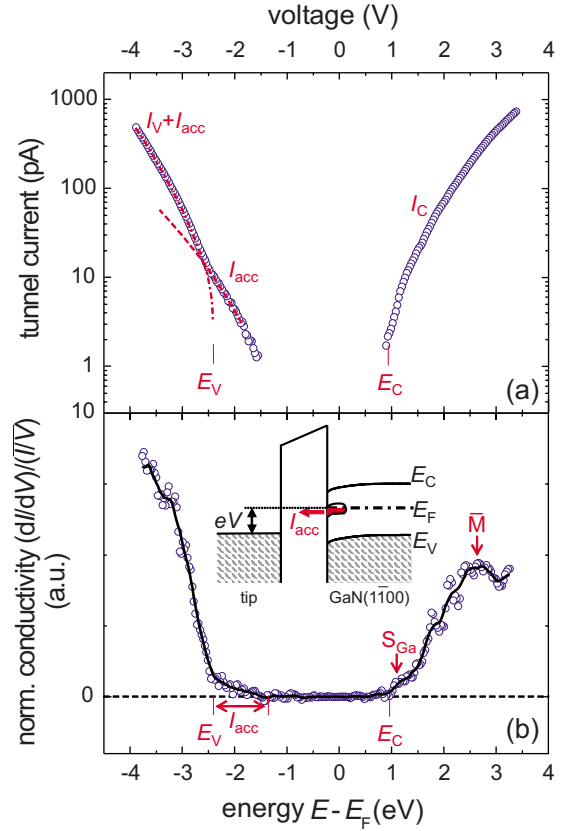 voltage (V)
-4 -3 -2 -1 0 1 2 3 4
tunnel current (pA)
1000
100
10
1
I_V+I_acc
I_acc
I_C
E_V
E_C
(a)
norm. conductivity (dI/dV)/(I̅/̅V̅)
(a.u.)
10
0
eV
I_acc
E_C
E_F
E_V
tip
GaN(11̅00)
M̅
S_Ga
I_acc
E_V
E_C
(b)
-4 -3 -2 -1 0 1 2 3 4
energy E - E_F (eV)